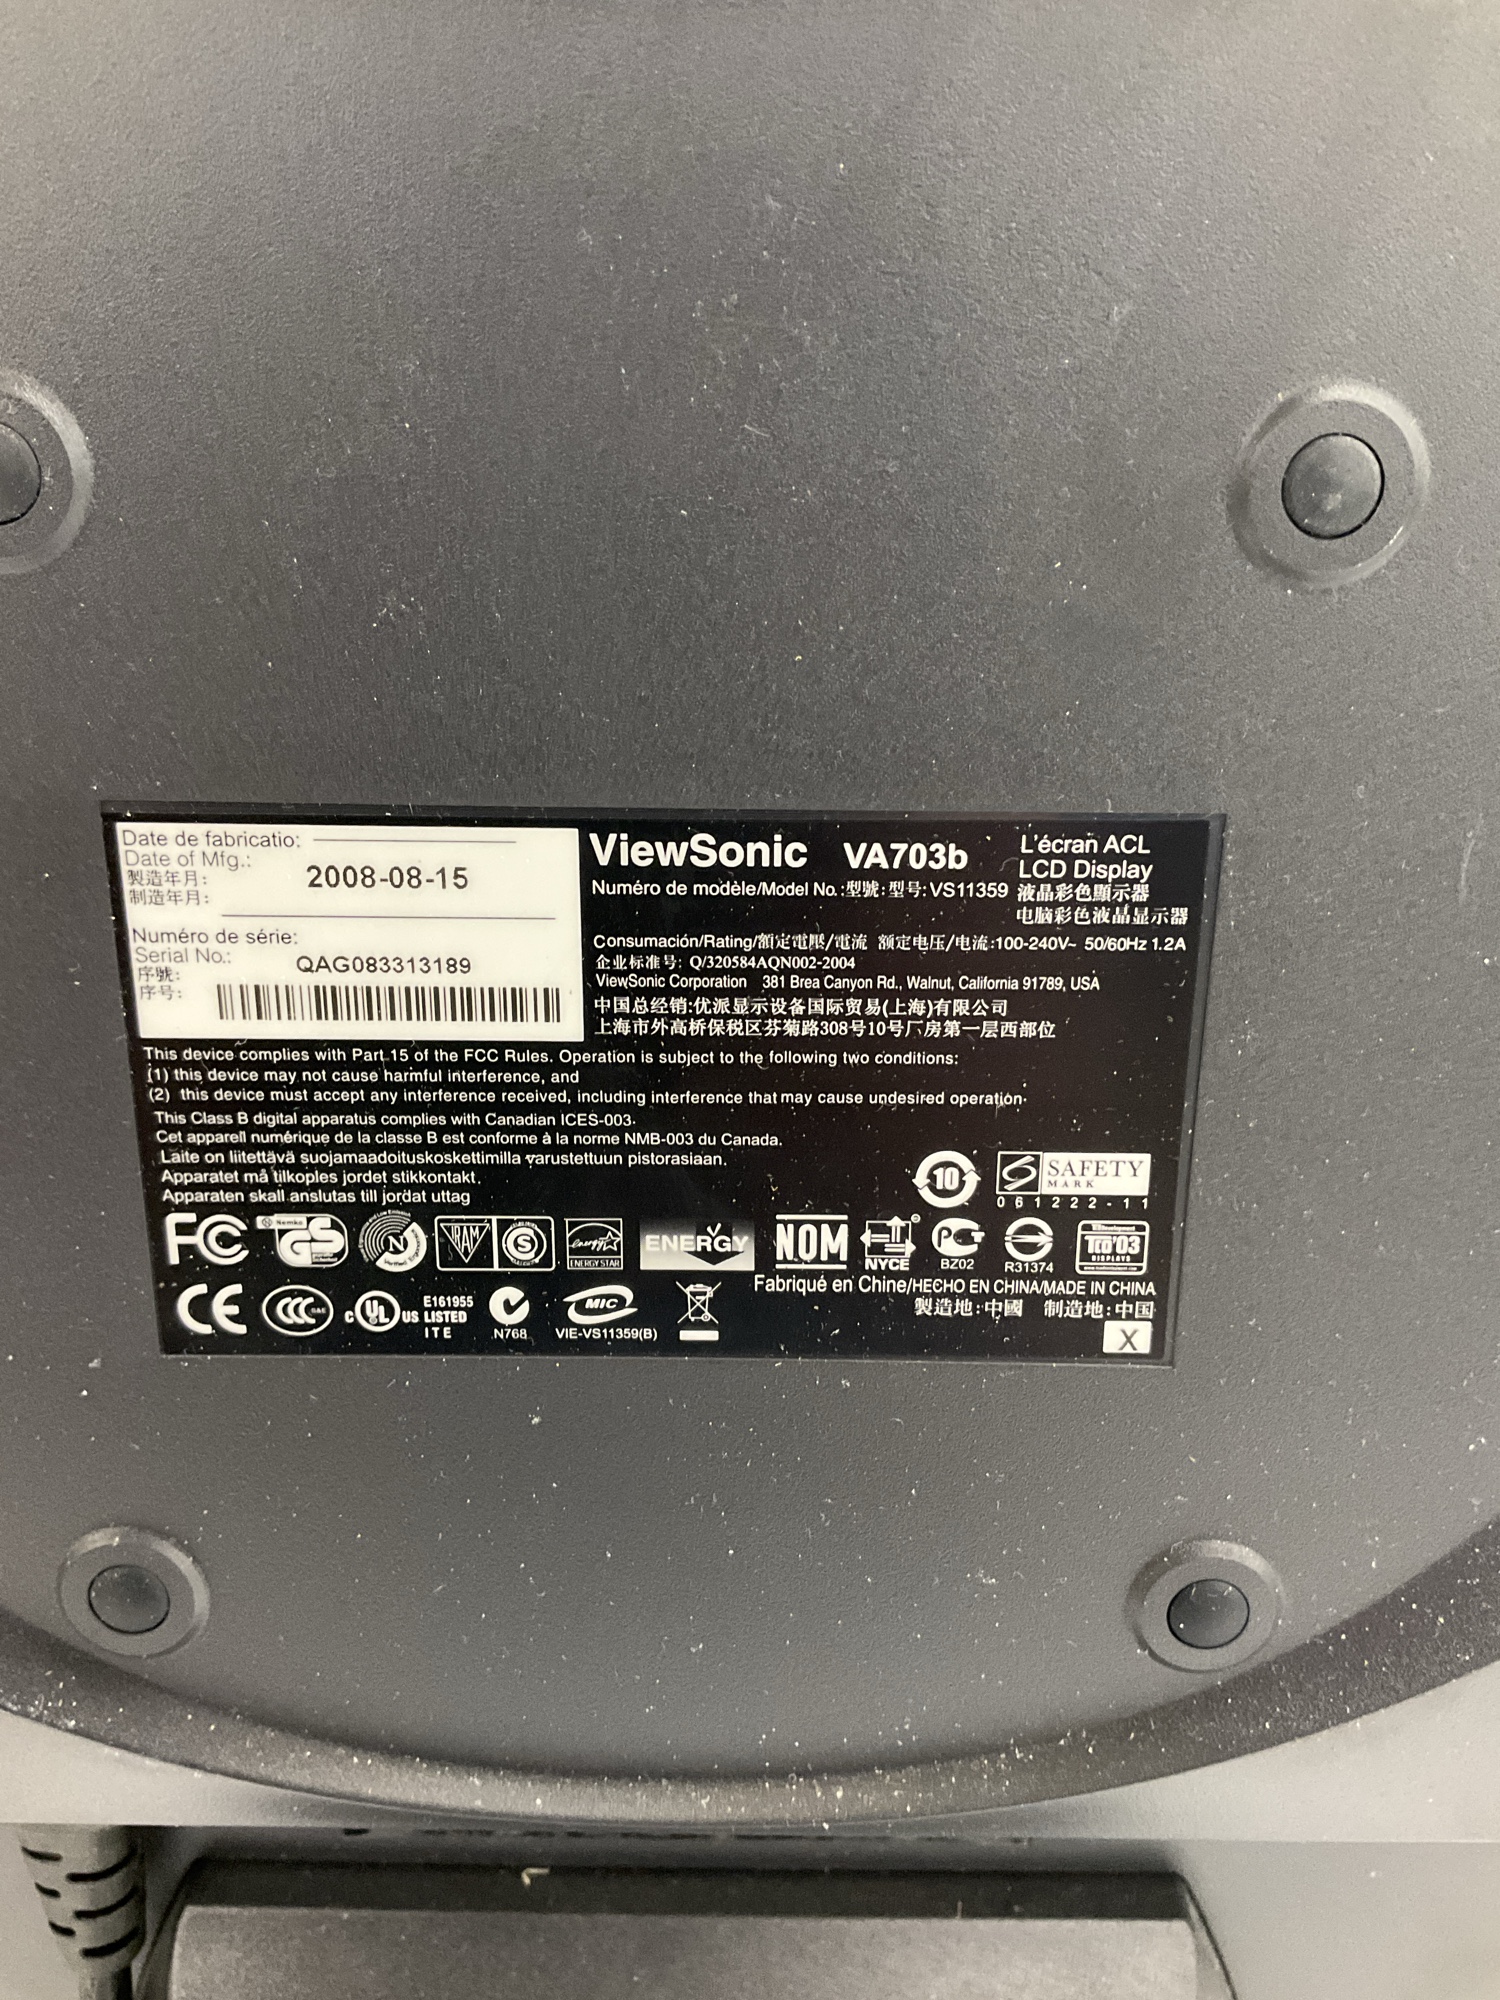 Date de fabricatio:
Date of Mfg.:
製造年月:
制造年月:
2008-08-15
Numéro de série:
Serial No.:
序號:
序号:
QAG083313189
ViewSonic VA703b
L'écran ACL
LCD Display
液晶彩色顯示器
电脑彩色液晶显示器
Numéro de modèle/Model No.:型號:型号:VS11359
Consumación/Rating/額定電壓/電流 额定电压/电流:100-240V~ 50/60Hz 1.2A
企业标准号: Q/320584AQN002-2004
ViewSonic Corporation 381 Brea Canyon Rd., Walnut, California 91789, USA
中国总经销:优派显示设备国际贸易(上海)有限公司
上海市外高桥保税区芬菊路308号10号厂房第一层西部位
This device complies with Part 15 of the FCC Rules. Operation is subject to the following two conditions:
(1) this device may not cause harmful interference, and
(2) this device must accept any interference received, including interference that may cause undesired operation.
This Class B digital apparatus complies with Canadian ICES-003.
Cet appareil numérique de la classe B est conforme à la norme NMB-003 du Canada.
Laite on liitettävä suojamaadoituskoskettimilla varustettuun pistorasiaan.
Apparatet må tilkoples jordet stikkontakt.
Apparaten skall anslutas till jordat uttag
10
S SAFETY
MARK
061222-11
FC
Nemko
GS
N
IRAM
S
energy
ENERGY STAR
ENERGY
NOM
NYCE
BZ02
R31374
TCO'03
DISPLAYS
Fabriqué en Chine/HECHO EN CHINA/MADE IN CHINA
製造地:中國 制造地:中国
X
CE
CCC
S&E
c UL US
E161955
LISTED
ITE
N768
MIC
VIE-VS11359(B)